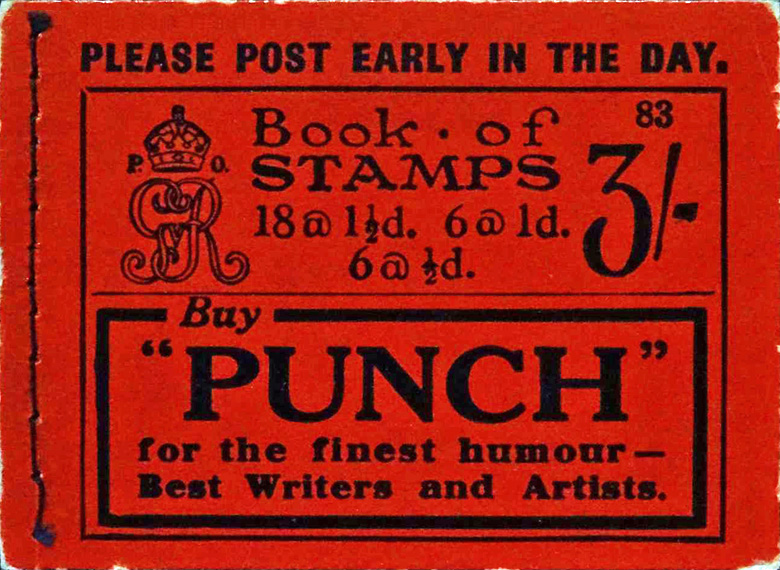 PLEASE POST EARLY IN THE DAY.
83
P. O.
GR
Book · of
STAMPS
3/-
18@1½d. 6@1d.
6@½d.
Buy
"PUNCH"
for the finest humour—
Best Writers and Artists.